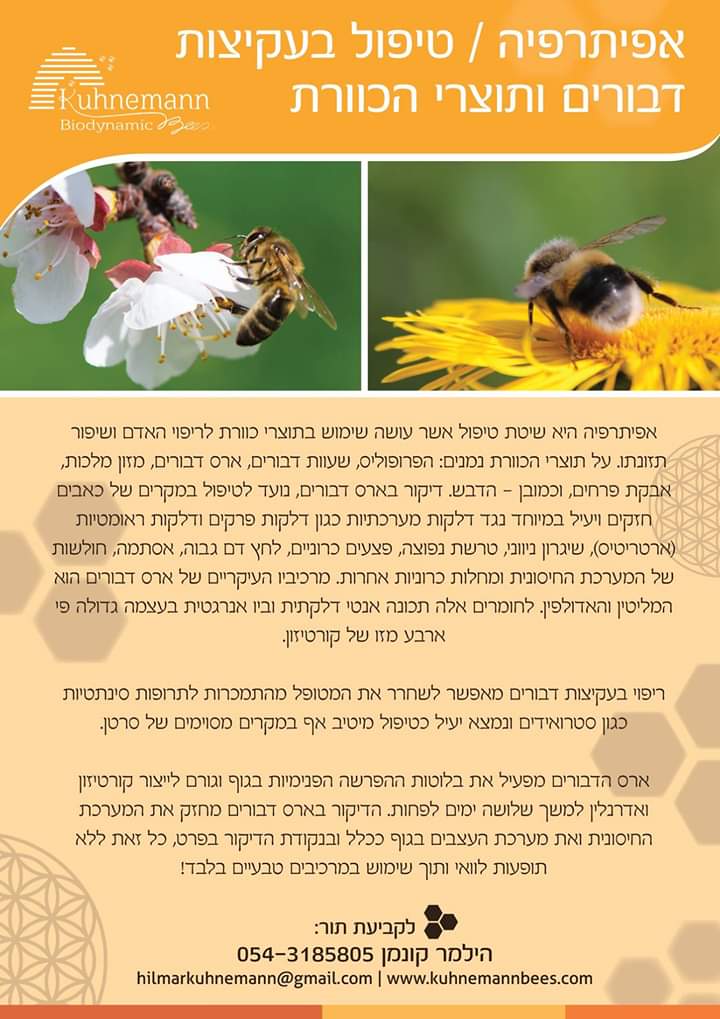 אפיתרפיה / טיפול בעקיצות
דבורים ותוצרי הכוורת
Kuhnemann
Biodynamic Bees
אפיתרפיה היא שיטת טיפול אשר עושה שימוש בתוצרי כוורת לריפוי האדם ושיפור
תזונתו. על תוצרי הכוורת נמנים: הפרופוליס, שעוות דבורים, ארס דבורים, מזון מלכות,
אבקת פרחים, וכמובן – הדבש. דיקור בארס דבורים, נועד לטיפול במקרים של כאבים
חזקים ויעיל במיוחד נגד דלקות מערכתיות כגון דלקות פרקים ודלקות ראומטיות
(ארטריטיס), שיגרון ניווני, טרשת נפוצה, פצעים כרוניים, לחץ דם גבוה, אסתמה, חולשות
של המערכת החיסונית ומחלות כרוניות אחרות. מרכיביו העיקריים של ארס דבורים הוא
המליטין והאדולפין. לחומרים אלה תכונה אנטי דלקתית וביו אנרגטית בעצמה גדולה פי
ארבע מזו של קורטיזון.
ריפוי בעקיצות דבורים מאפשר לשחרר את המטופל מהתמכרות לתרופות סינתטיות
כגון סטרואידים ונמצא יעיל כטיפול מיטיב אף במקרים מסוימים של סרטן.
ארס הדבורים מפעיל את בלוטות ההפרשה הפנימיות בגוף וגורם לייצור קורטיזון
ואדרנלין למשך שלושה ימים לפחות. הדיקור בארס דבורים מחזק את המערכת
החיסונית ואת מערכת העצבים בגוף ככלל ובנקודת הדיקור בפרט, כל זאת ללא
תופעות לוואי ותוך שימוש במרכיבים טבעיים בלבד!
לקביעת תור:
הילמר קונמן 054-3185805
hilmarkuhnemann@gmail.com | www.kuhnemannbees.com